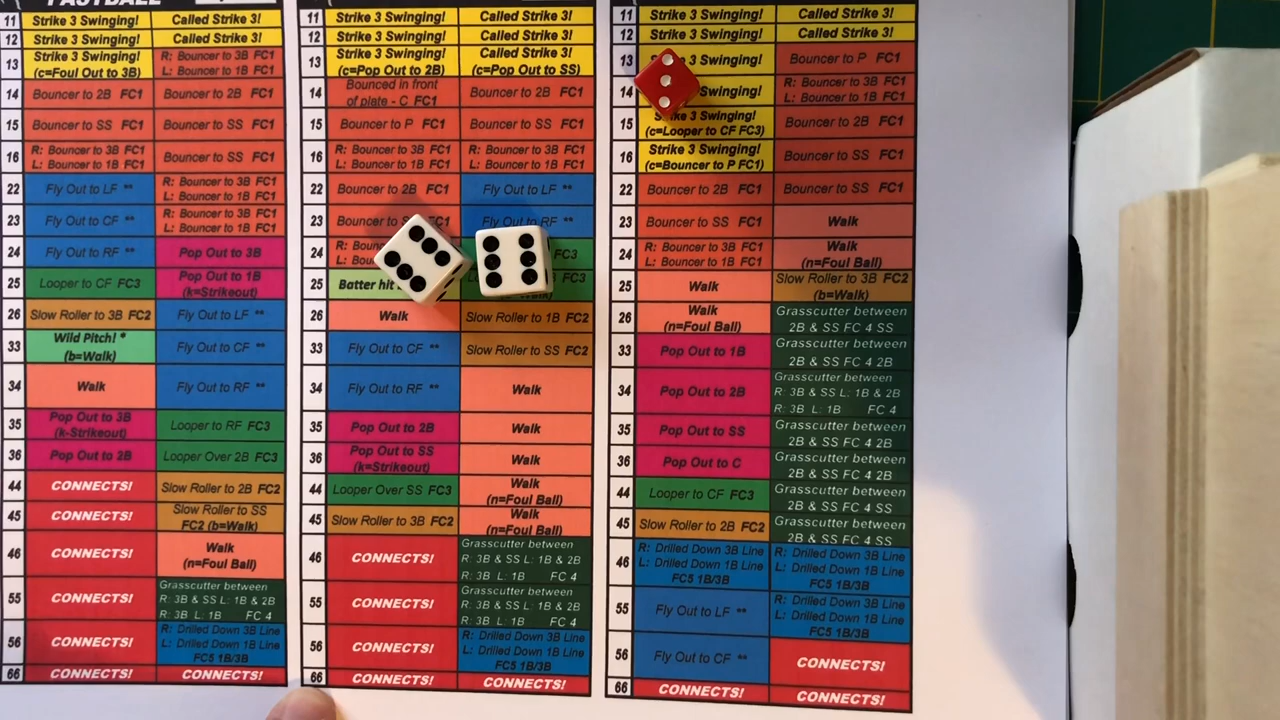 FASTBALL
11 Strike 3 Swinging! Called Strike 3!
12 Strike 3 Swinging! Called Strike 3!
13 Strike 3 Swinging! R: Bouncer to 3B FC1
(c=Foul Out to 3B) L: Bouncer to 1B FC1
14 Bouncer to 2B FC1 Bouncer to 2B FC1
15 Bouncer to SS FC1 Bouncer to SS FC1
16 R: Bouncer to 3B FC1 Bouncer to SS FC1
L: Bouncer to 1B FC1
22 Fly Out to LF ** R: Bouncer to 3B FC1
L: Bouncer to 1B FC1
23 Fly Out to CF ** R: Bouncer to 3B FC1
L: Bouncer to 1B FC1
24 Fly Out to RF ** Pop Out to 3B
25 Looper to CF FC3 Pop Out to 1B
(k=Strikeout)
26 Slow Roller to 3B FC2 Fly Out to LF **
33 Wild Pitch! * Fly Out to CF **
(b=Walk)
34 Walk Fly Out to RF **
35 Pop Out to 3B Looper to RF FC3
(k-Strikeout)
36 Pop Out to 2B Looper Over 2B FC3
44 CONNECTS! Slow Roller to 2B FC2
45 CONNECTS! Slow Roller to SS
FC2 (b=Walk)
46 CONNECTS! Walk
(n=Foul Ball)
55 CONNECTS! Grasscutter between
R: 3B & SS L: 1B & 2B
R: 3B L: 1B FC 4
56 CONNECTS! R: Drilled Down 3B Line
L: Drilled Down 1B Line
FC5 1B/3B
66 CONNECTS! CONNECTS!
11 Strike 3 Swinging! Called Strike 3!
12 Strike 3 Swinging! Called Strike 3!
13 Strike 3 Swinging! Called Strike 3!
(c=Pop Out to 2B) (c=Pop Out to SS)
14 Bounced in front Bouncer to 2B FC1
of plate - C FC1
15 Bouncer to P FC1 Bouncer to SS FC1
16 R: Bouncer to 3B FC1 R: Bouncer to 3B FC1
L: Bouncer to 1B FC1 L: Bouncer to 1B FC1
22 Bouncer to 2B FC1 Fly Out to LF **
23 Bouncer to FC1 Fly Out to RF **
24 R: Bou FC3
L: Bou
25 Batter hit FC3
26 Walk Slow Roller to 1B FC2
33 Fly Out to CF ** Slow Roller to SS FC2
34 Fly Out to RF ** Walk
35 Pop Out to 2B Walk
36 Pop Out to SS Walk
(k=Strikeout)
44 Looper Over SS FC3 Walk
(n=Foul Ball)
45 Slow Roller to 3B FC2 Walk
(n=Foul Ball)
46 CONNECTS! Grasscutter between
R: 3B & SS L: 1B & 2B
R: 3B L: 1B FC 4
55 CONNECTS! Grasscutter between
R: 3B & SS L: 1B & 2B
R: 3B L: 1B FC 4
56 CONNECTS! R: Drilled Down 3B Line
L: Drilled Down 1B Line
FC5 1B/3B
66 CONNECTS! CONNECTS!
11 Strike 3 Swinging! Called Strike 3!
12 Strike 3 Swinging! Called Strike 3!
13 3 Swinging! Bouncer to P FC1
14 Swinging! R: Bouncer to 3B FC1
L: Bouncer to 1B FC1
15 Strike 3 Swinging! Bouncer to 2B FC1
(c=Looper to CF FC3)
16 Strike 3 Swinging! Bouncer to SS FC1
(c=Bouncer to P FC1)
22 Bouncer to 2B FC1 Bouncer to SS FC1
23 Bouncer to SS FC1 Walk
24 R: Bouncer to 3B FC1 Walk
L: Bouncer to 1B FC1 (n=Foul Ball)
25 Walk Slow Roller to 3B FC2
(b=Walk)
26 Walk Grasscutter between
(n=Foul Ball) 2B & SS FC 4 SS
33 Pop Out to 1B Grasscutter between
2B & SS FC 4 2B
34 Pop Out to 2B Grasscutter between
R: 3B & SS L: 1B & 2B
R: 3B L: 1B FC 4
35 Pop Out to SS Grasscutter between
2B & SS FC 4 2B
36 Pop Out to C Grasscutter between
2B & SS FC 4 2B
44 Looper to CF FC3 Grasscutter between
2B & SS FC 4 SS
45 Slow Roller to 2B FC2 Grasscutter between
2B & SS FC 4 SS
46 R: Drilled Down 3B Line R: Drilled Down 3B Line
L: Drilled Down 1B Line L: Drilled Down 1B Line
FC5 1B/3B FC5 1B/3B
55 Fly Out to LF ** R: Drilled Down 3B Line
L: Drilled Down 1B Line
FC5 1B/3B
56 Fly Out to CF ** CONNECTS!
66 CONNECTS! CONNECTS!